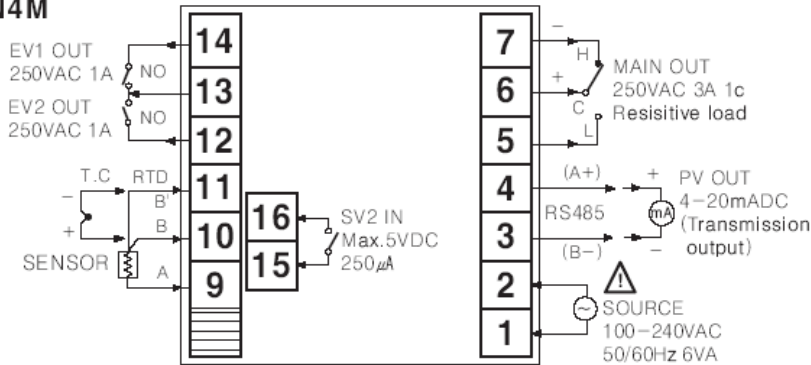 EV1 OUT
250VAC 1A
NO
EV2 OUT
250VAC 1A
NO
14
13
12
11
10
9
T.C
RTD
B'
B
A
−
+
SENSOR
16
15
SV2 IN
Max.5VDC
250㎂
7
6
5
4
3
2
1
−
H
+
C
L
MAIN OUT
250VAC 3A 1c
Resisitive load
(A+)
RS485
(B−)
+
mA
−
PV OUT
4−20mADC
(Transmission
output)
SOURCE
100−240VAC
50/60Hz 6VA